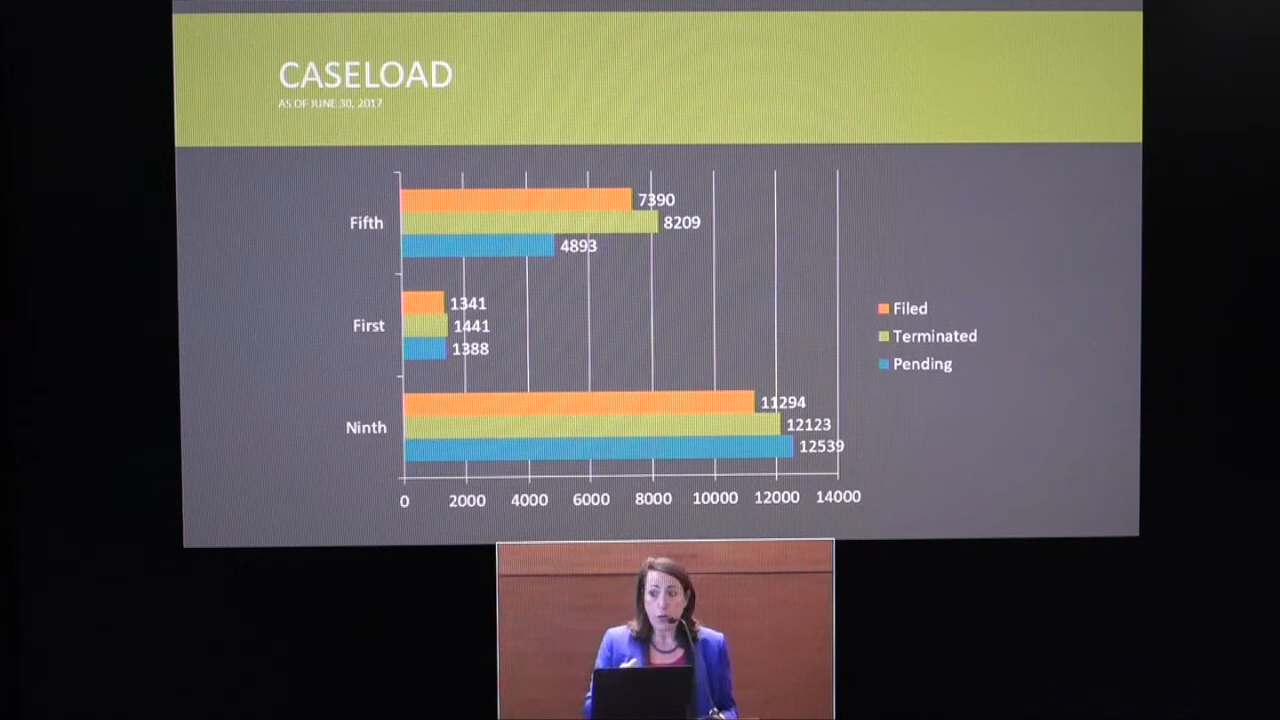 CASELOAD
AS OF JUNE 30, 2017
Fifth
7390
8209
4893
First
1341
1441
1388
Ninth
11294
12123
12539
0 2000 4000 6000 8000 10000 12000 14000
Filed
Terminated
Pending